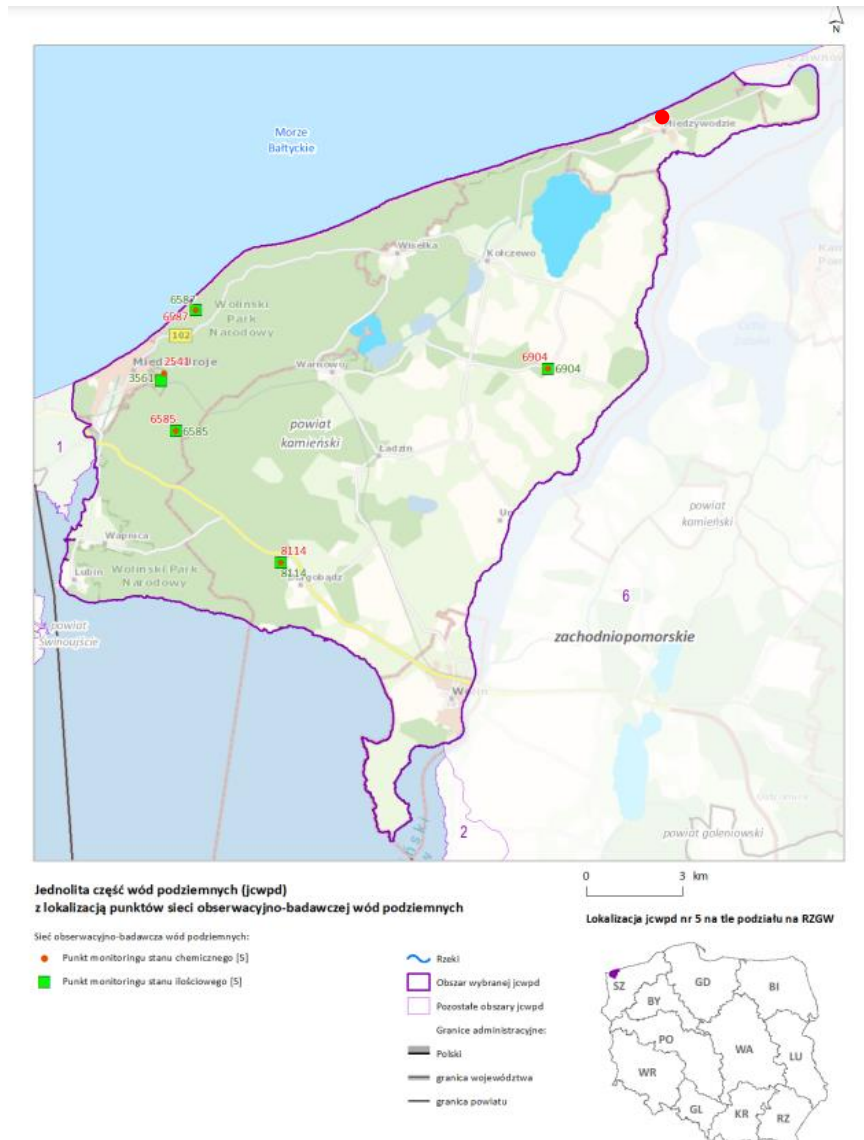 N
Morze
Bałtyckie
Międzywodzie
Wisełka
Kołczewo
6587
Woliński
Park
Narodowy
102
2541
3561
Warnowo
6904
6904
6585
6585
powiat
kamieński
Ładzin
1
powiat
kamieński
Wapnica
Woliński Park
Narodowy
Lubin
8114
8114
6
zachodniopomorskie
powiat
Świnoujście
Wolin
2
powiat goleniowski
Jednolita część wód podziemnych (jcwpd)
z lokalizacją punktów sieci obserwacyjno-badawczej wód podziemnych
0 3 km
Lokalizacja jcwpd nr 5 na tle podziału na RZGW
Sieć obserwacyjno-badawcza wód podziemnych:
Punkt monitoringu stanu chemicznego [5]
Punkt monitoringu stanu ilościowego [5]
Rzeki
Obszar wybranej jcwpd
Pozostałe obszary jcwpd
Granice administracyjne:
Polski
granica województwa
granica powiatu
SZ
GD
BI
BY
PO
WA
WR
LU
GL
KR
RZ